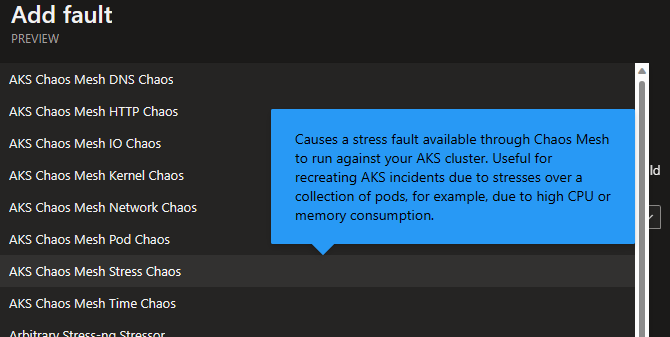 Add fault
PREVIEW
AKS Chaos Mesh DNS Chaos
AKS Chaos Mesh HTTP Chaos
AKS Chaos Mesh IO Chaos
AKS Chaos Mesh Kernel Chaos
AKS Chaos Mesh Network Chaos
AKS Chaos Mesh Pod Chaos
AKS Chaos Mesh Stress Chaos
AKS Chaos Mesh Time Chaos
Arbitrary Stress-ng Stressor
Causes a stress fault available through Chaos Mesh
to run against your AKS cluster. Useful for
recreating AKS incidents due to stresses over a
collection of pods, for example, due to high CPU or
memory consumption.
ld